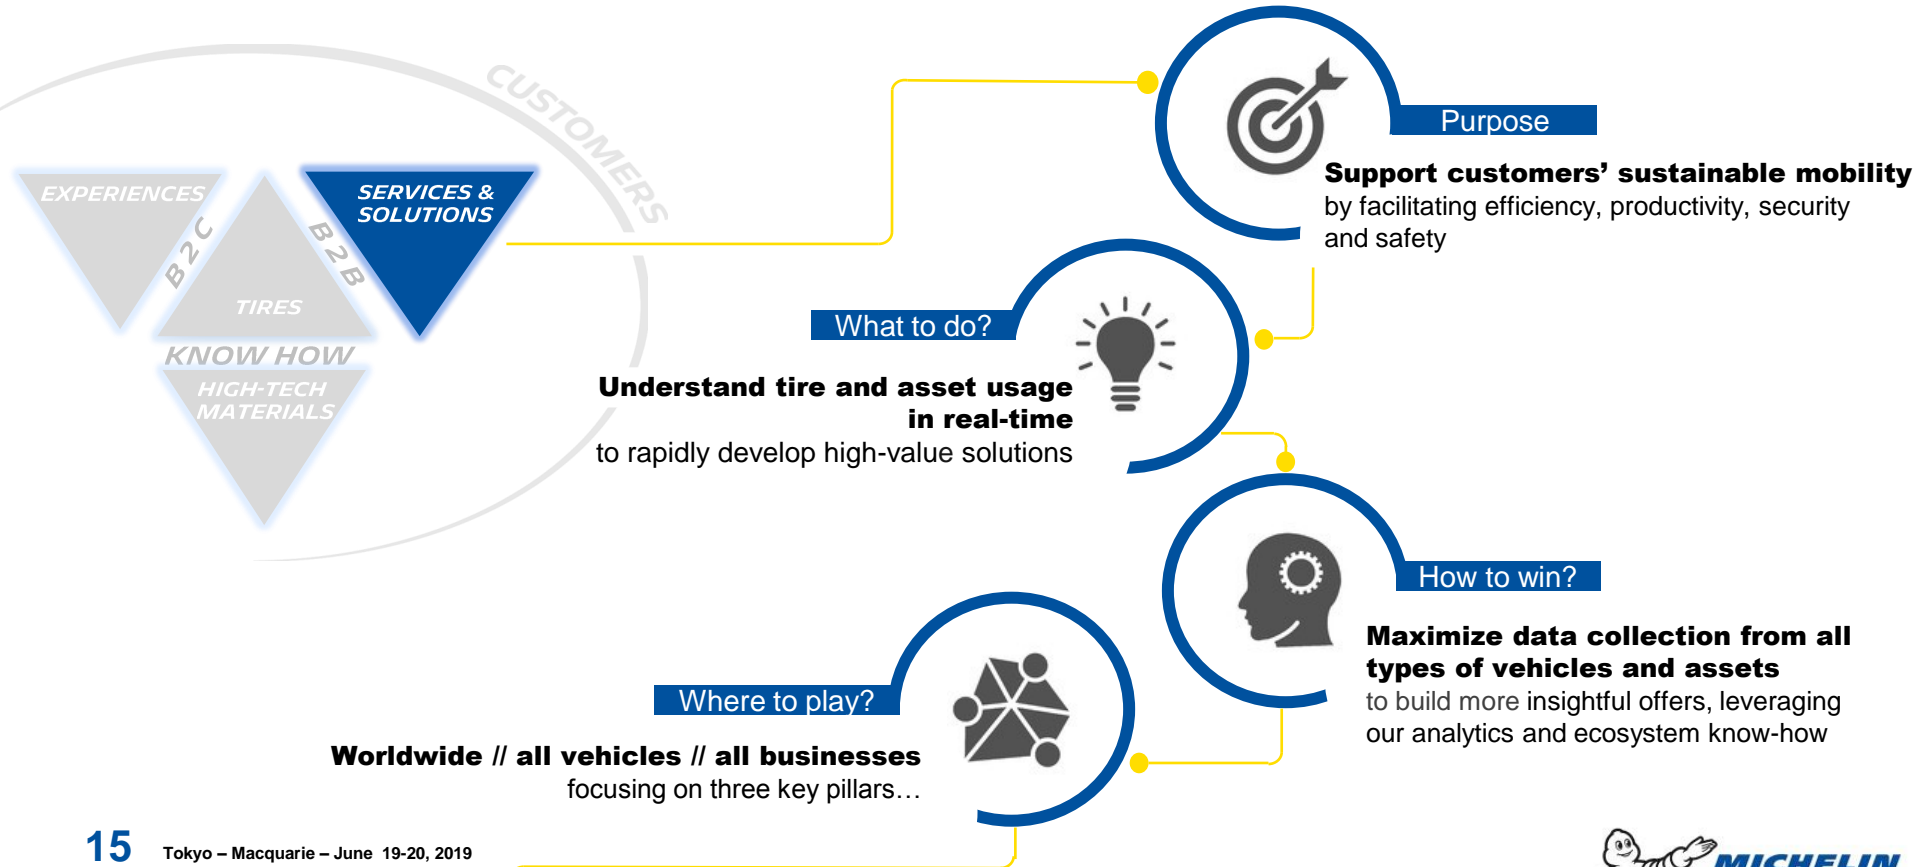 CUSTOMERS
EXPERIENCES
B2C
TIRES
B2B
SERVICES &
SOLUTIONS
KNOW HOW
HIGH-TECH
MATERIALS
Purpose
Support customers’ sustainable mobility
by facilitating efficiency, productivity, security
and safety
What to do?
Understand tire and asset usage
in real-time
to rapidly develop high-value solutions
How to win?
Maximize data collection from all
types of vehicles and assets
to build more insightful offers, leveraging
our analytics and ecosystem know-how
Where to play?
Worldwide // all vehicles // all businesses
focusing on three key pillars…
15
Tokyo – Macquarie – June 19-20, 2019
MICHELIN